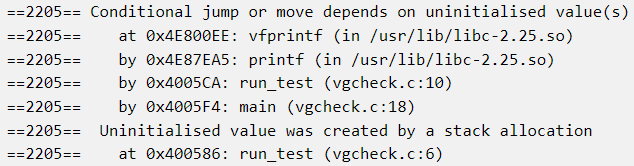 ==2205== Conditional jump or move depends on uninitialised value(s)
==2205==    at 0x4E800EE: vfprintf (in /usr/lib/libc-2.25.so)
==2205==    by 0x4E87EA5: printf (in /usr/lib/libc-2.25.so)
==2205==    by 0x4005CA: run_test (vgcheck.c:10)
==2205==    by 0x4005F4: main (vgcheck.c:18)
==2205==  Uninitialised value was created by a stack allocation
==2205==    at 0x400586: run_test (vgcheck.c:6)